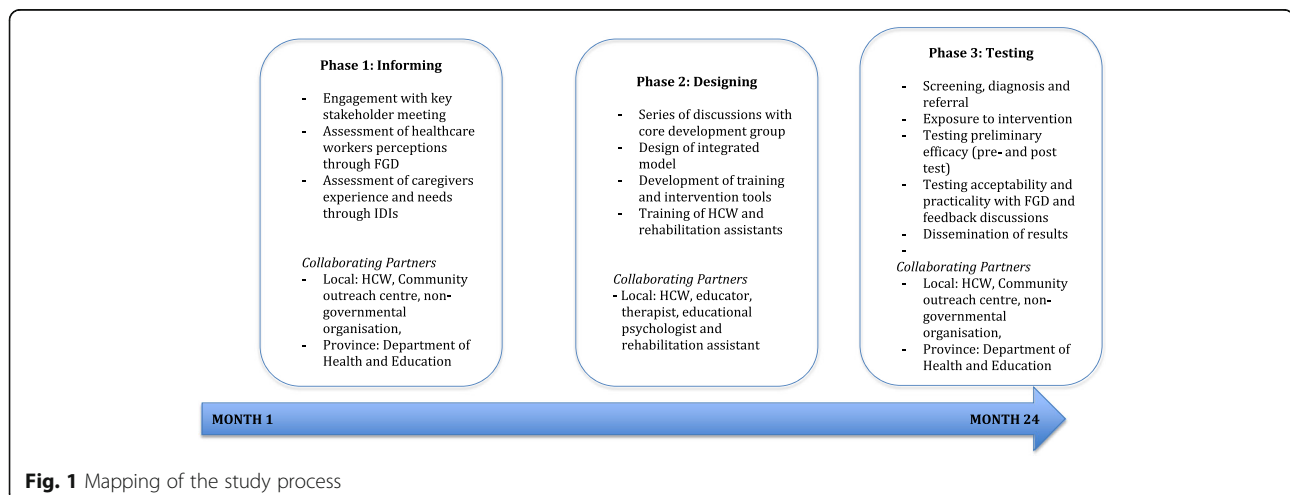 Phase 1: Informing
- Engagement with key
stakeholder meeting
- Assessment of healthcare
workers perceptions
through FGD
- Assessment of caregivers
experience and needs
through IDIs
Collaborating Partners
- Local: HCW, Community
outreach centre, non-
governmental
organisation,
- Province: Department of
Health and Education
Phase 2: Designing
- Series of discussions with
core development group
- Design of integrated
model
- Development of training
and intervention tools
- Training of HCW and
rehabilitation assistants
Collaborating Partners
- Local: HCW, educator,
therapist, educational
psychologist and
rehabilitation assistant
Phase 3: Testing
- Screening, diagnosis and
referral
- Exposure to intervention
- Testing preliminary
efficacy (pre- and post
test)
- Testing acceptability and
practicality with FGD and
feedback discussions
- Dissemination of results
-
Collaborating Partners
- Local: HCW, Community
outreach centre, non-
governmental
organisation,
- Province: Department of
Health and Education
MONTH 1
MONTH 24
Fig. 1 Mapping of the study process